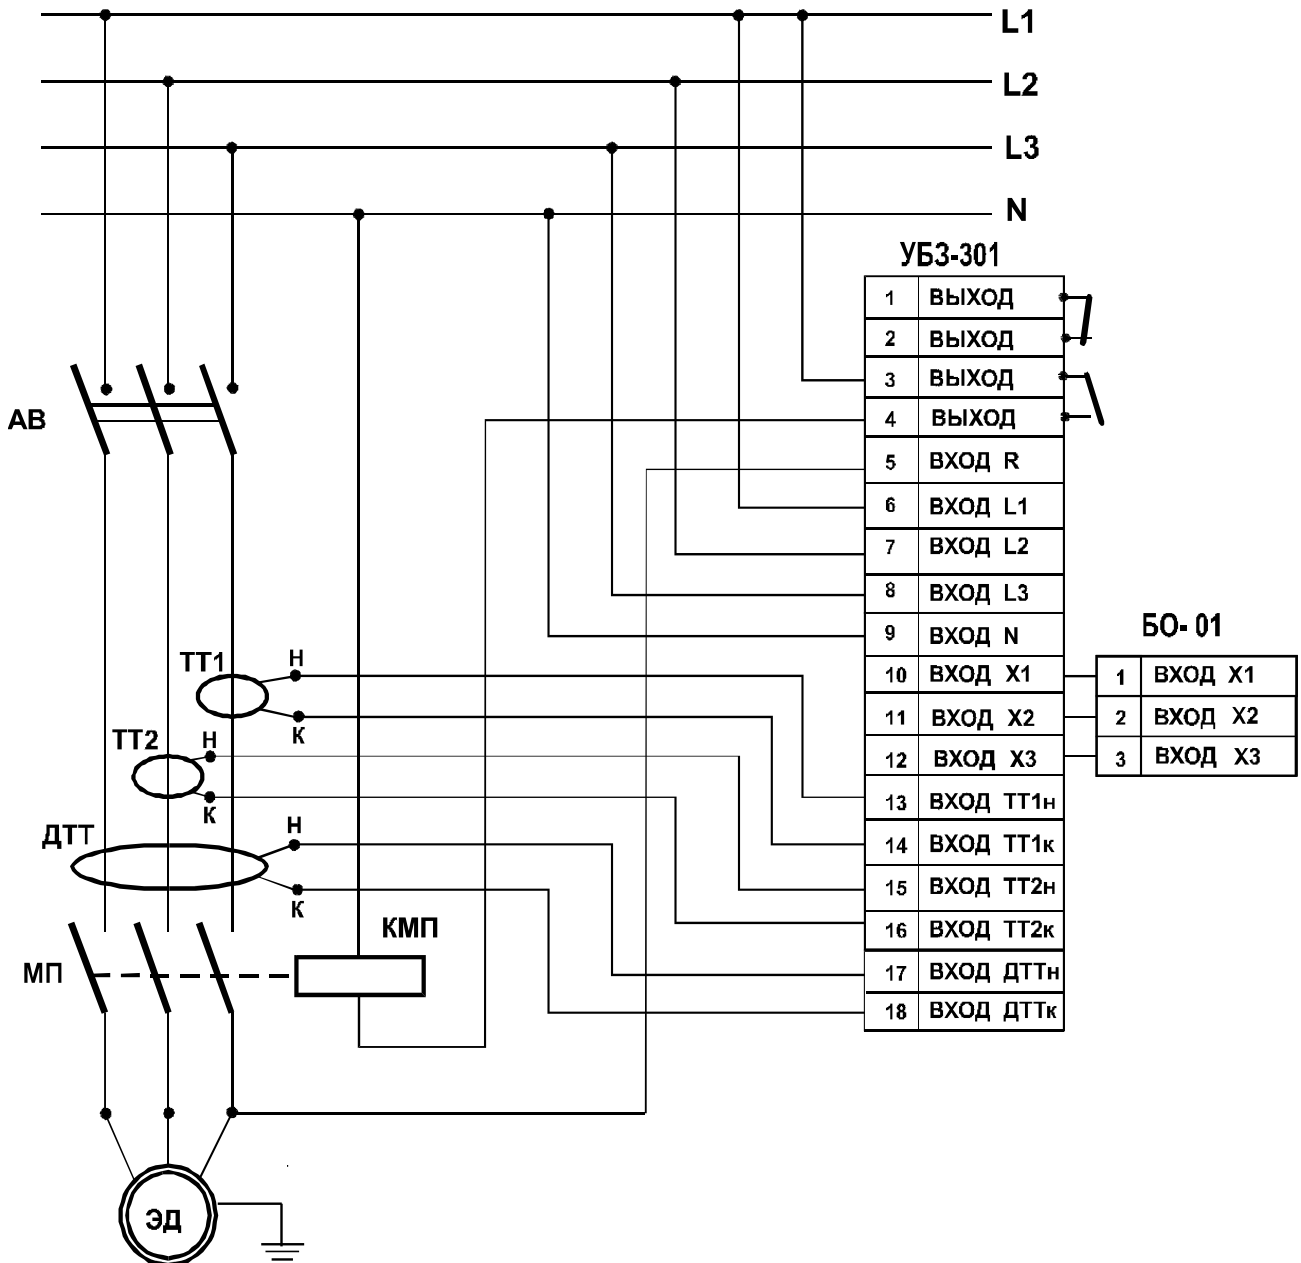 L1
L2
L3
N
УБЗ-301
1 ВЫХОД
2 ВЫХОД
3 ВЫХОД
АВ
4 ВЫХОД
5 ВХОД R
6 ВХОД L1
7 ВХОД L2
8 ВХОД L3
БО- 01
9 ВХОД N
ТТ1
Н
10 ВХОД X1
1 ВХОД X1
К
11 ВХОД X2
2 ВХОД X2
ТТ2
Н
12 ВХОД X3
3 ВХОД X3
К
13 ВХОД ТТ1н
ДТТ
Н
14 ВХОД ТТ1к
15 ВХОД ТТ2н
К
КМП
16 ВХОД ТТ2к
МП
17 ВХОД ДТТн
18 ВХОД ДТТк
ЭД